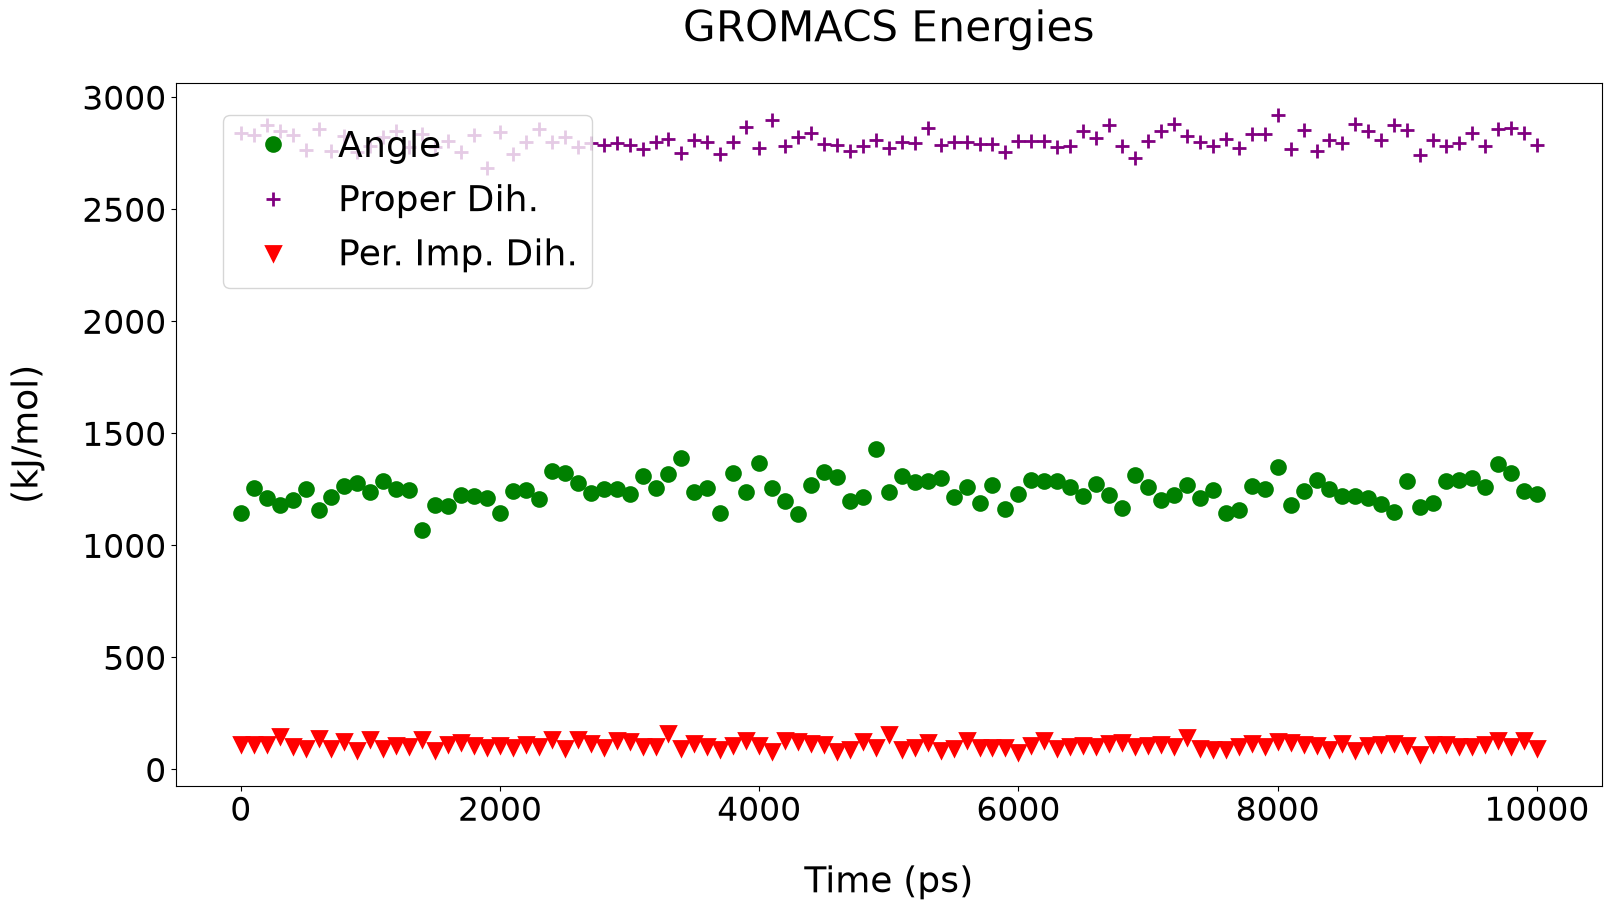 GROMACS Energies
3000
2500
2000
1500
1000
500
0
(kJ/mol)
Angle
Proper Dih.
Per. Imp. Dih.
0 2000 4000 6000 8000 10000
Time (ps)